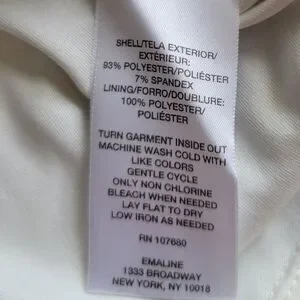 SHELL/TELA EXTERIOR/
EXTÉRIEUR:
93% POLYESTER/POLIÉSTER
7% SPANDEX
LINING/FORRO/DOUBLURE:
100% POLYESTER/
POLIÉSTER
TURN GARMENT INSIDE OUT
MACHINE WASH COLD WITH
LIKE COLORS
GENTLE CYCLE
ONLY NON CHLORINE
BLEACH WHEN NEEDED
LAY FLAT TO DRY
LOW IRON AS NEEDED
RN 107680
EMALINE
1333 BROADWAY
NEW YORK, NY 10018